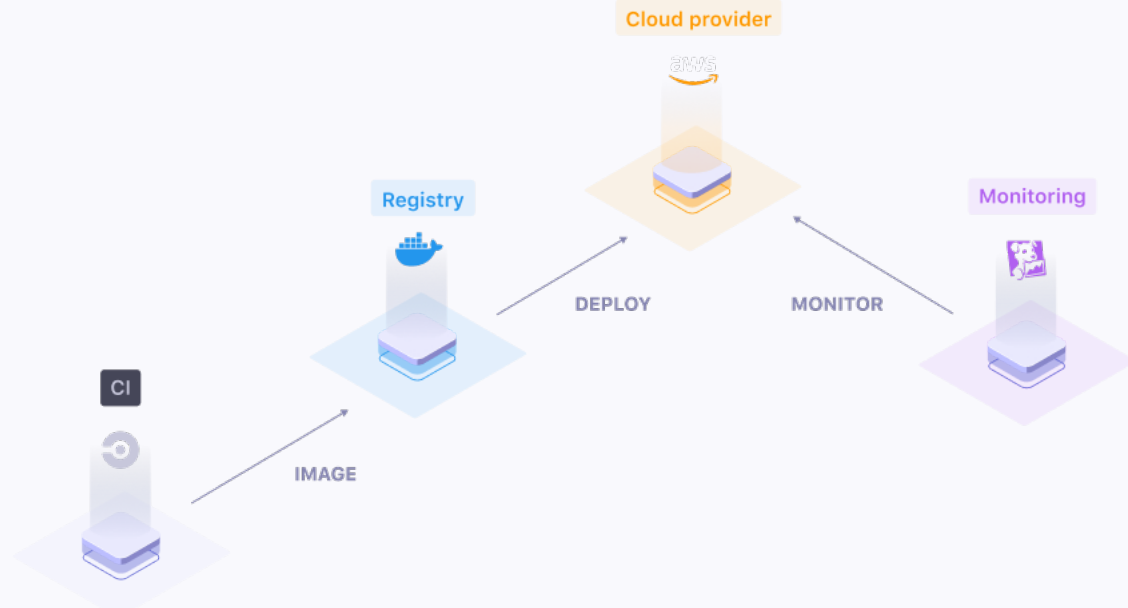 Cloud provider
aws
Registry
Monitoring
DEPLOY
MONITOR
CI
IMAGE